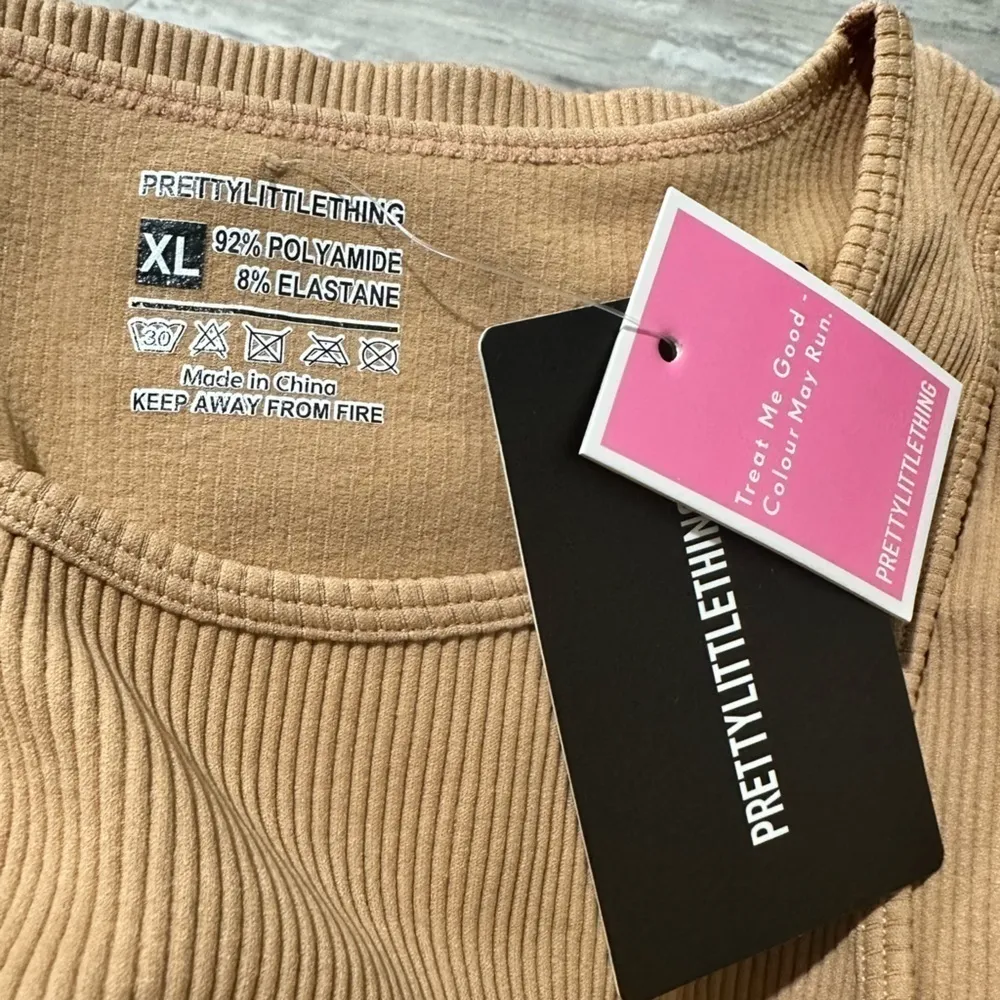 PRETTYLITTLETHING
XL
92% POLYAMIDE
8% ELASTANE
30
Made in China
KEEP AWAY FROM FIRE
Treat Me Good -
Colour May Run.
PRETTYLITTLETHING
PRETTYLITTLETHING